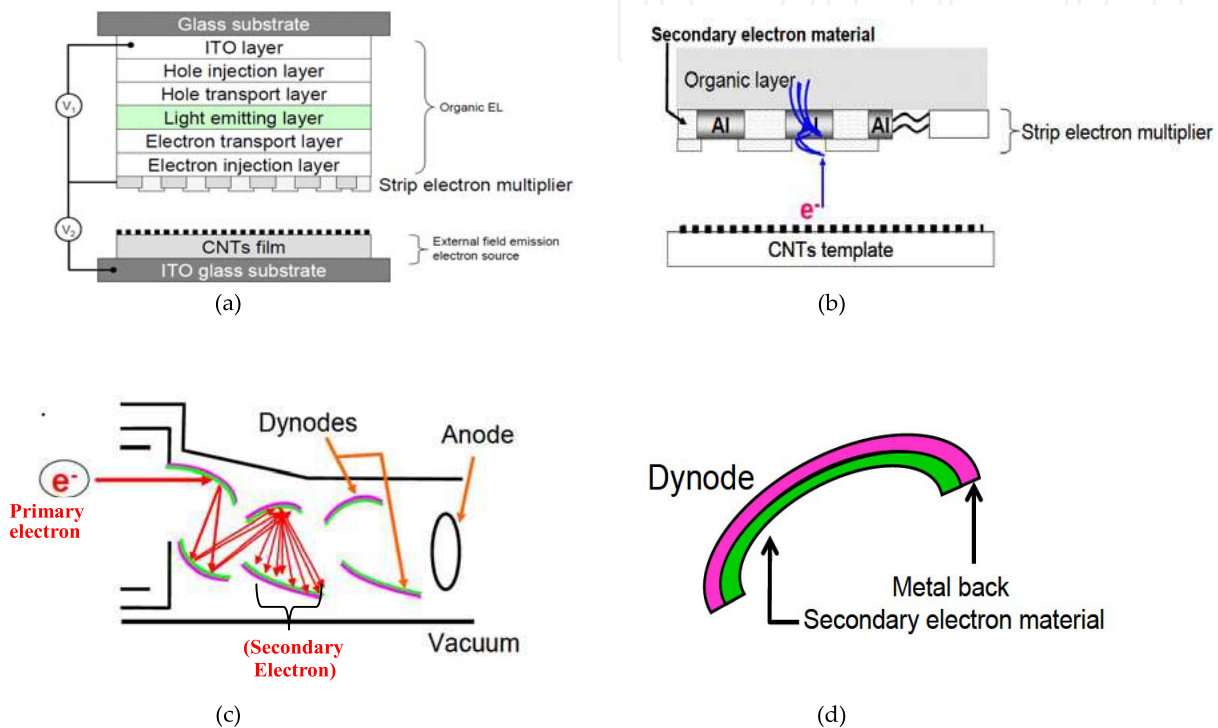 Glass substrate
ITO layer
Hole injection layer
Hole transport layer
Light emitting layer
Electron transport layer
Electron injection layer
Organic EL
V1
Strip electron multiplier
V2
CNTs film
External field emission
electron source
ITO glass substrate
(a)
Secondary electron material
Organic layer
Al
Al
Strip electron multiplier
e-
CNTs template
(b)
Dynodes
Anode
e-
Primary
electron
(Secondary
Electron)
Vacuum
(c)
Dynode
Metal back
Secondary electron material
(d)